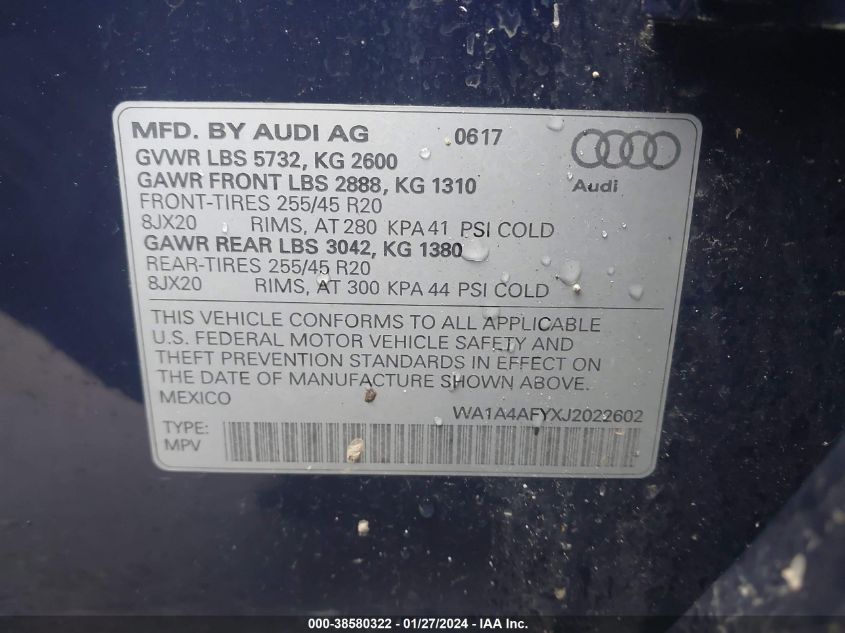 MFD. BY AUDI AG 0617
GVWR LBS 5732, KG 2600
GAWR FRONT LBS 2888, KG 1310
Audi
FRONT-TIRES 255/45 R20
8JX20 RIMS, AT 280 KPA 41 PSI COLD
GAWR REAR LBS 3042, KG 1380
REAR-TIRES 255/45 R20
8JX20 RIMS, AT 300 KPA 44 PSI COLD
THIS VEHICLE CONFORMS TO ALL APPLICABLE
U.S. FEDERAL MOTOR VEHICLE SAFETY AND
THEFT PREVENTION STANDARDS IN EFFECT ON
THE DATE OF MANUFACTURE SHOWN ABOVE.
MEXICO
WA1A4AFYXJ2022602
TYPE:
MPV
000-38580322 - 01/27/2024 - IAA Inc.